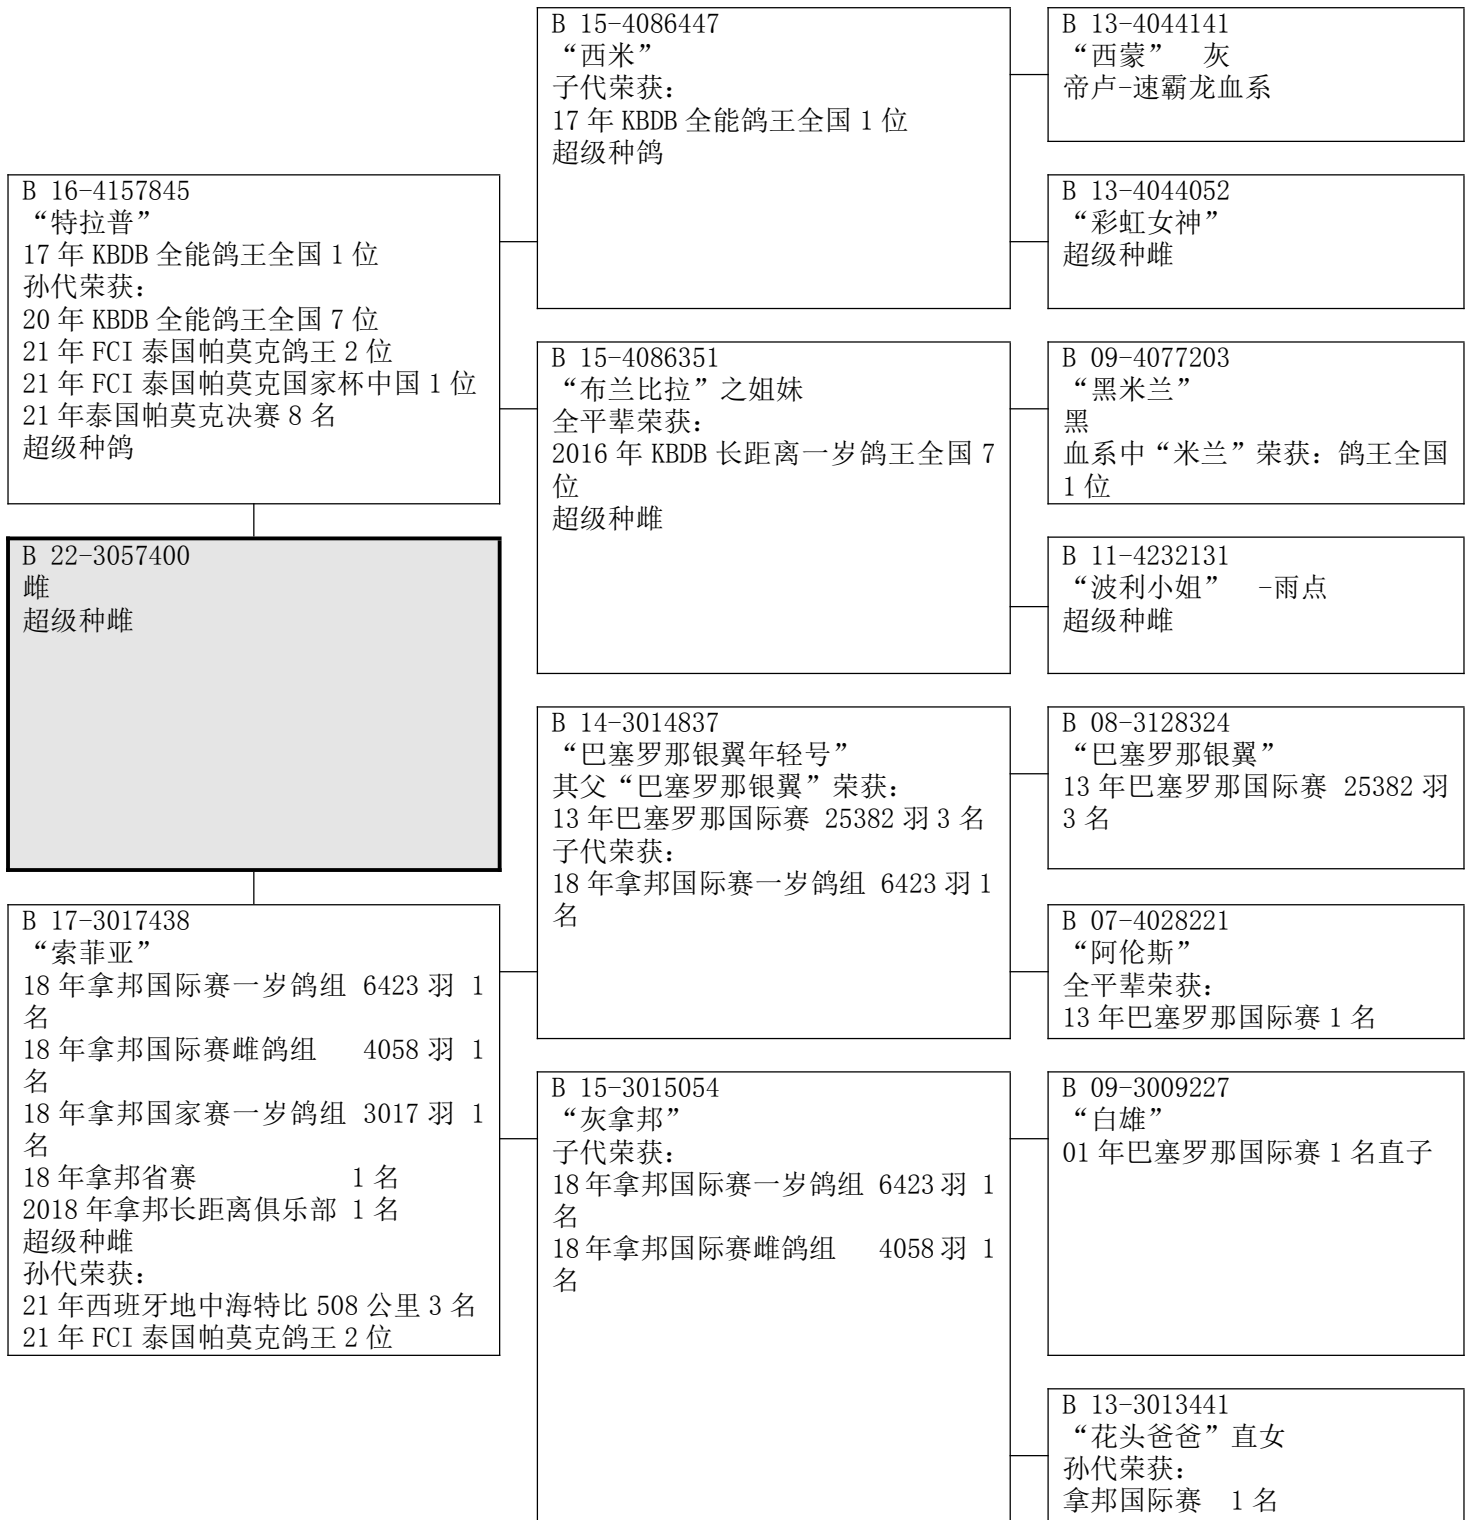 B 15-4086447
“西米”
子代荣获：
17 年 KBDB 全能鸽王全国 1 位
超级种鸽
B 13-4044141
“西蒙” 灰
帝卢-速霸龙血系
B 13-4044052
“彩虹女神”
超级种雌
B 16-4157845
“特拉普”
17 年 KBDB 全能鸽王全国 1 位
孙代荣获：
20 年 KBDB 全能鸽王全国 7 位
21 年 FCI 泰国帕莫克鸽王 2 位
21 年 FCI 泰国帕莫克国家杯中国 1 位
21 年泰国帕莫克决赛 8 名
超级种鸽
B 15-4086351
“布兰比拉”之姐妹
全平辈荣获：
2016 年 KBDB 长距离一岁鸽王全国 7
位
超级种雌
B 09-4077203
“黑米兰”
黑
血系中“米兰”荣获：鸽王全国
1 位
B 11-4232131
“波利小姐” -雨点
超级种雌
B 22-3057400
雌
超级种雌
B 14-3014837
“巴塞罗那银翼年轻号”
其父“巴塞罗那银翼”荣获：
13 年巴塞罗那国际赛 25382 羽 3 名
子代荣获：
18 年拿邦国际赛一岁鸽组 6423 羽 1
名
B 08-3128324
“巴塞罗那银翼”
13 年巴塞罗那国际赛 25382 羽
3 名
B 07-4028221
“阿伦斯”
全平辈荣获：
13 年巴塞罗那国际赛 1 名
B 17-3017438
“索菲亚”
18 年拿邦国际赛一岁鸽组 6423 羽 1
名
18 年拿邦国际赛雌鸽组 4058 羽 1
名
18 年拿邦国家赛一岁鸽组 3017 羽 1
名
18 年拿邦省赛 1 名
2018 年拿邦长距离俱乐部 1 名
超级种雌
孙代荣获：
21 年西班牙地中海特比 508 公里 3 名
21 年 FCI 泰国帕莫克鸽王 2 位
B 15-3015054
“灰拿邦”
子代荣获：
18 年拿邦国际赛一岁鸽组 6423 羽 1
名
18 年拿邦国际赛雌鸽组 4058 羽 1
名
B 09-3009227
“白雄”
01 年巴塞罗那国际赛 1 名直子
B 13-3013441
“花头爸爸”直女
孙代荣获：
拿邦国际赛 1 名